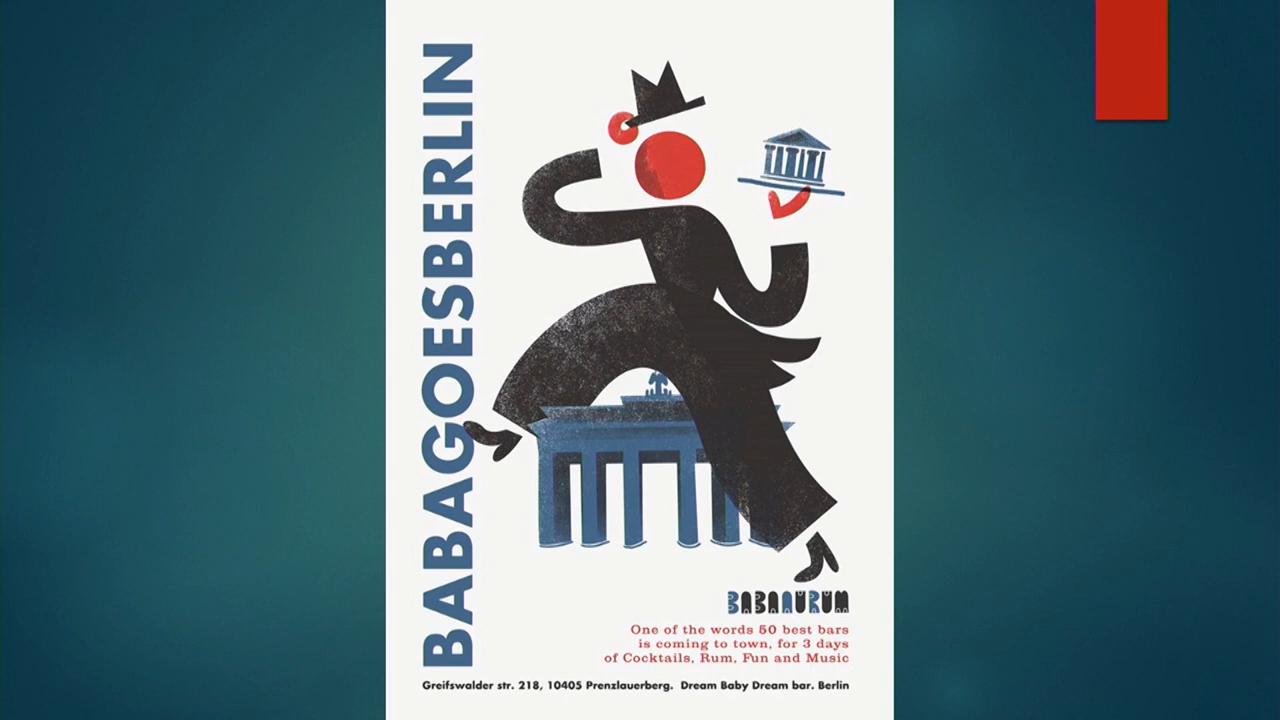 BABAGOESBERLIN
BABAAURUM
One of the words 50 best bars
is coming to town, for 3 days
of Cocktails, Rum, Fun and Music
Greifswalder str. 218, 10405 Prenzlauerberg. Dream Baby Dream bar. Berlin